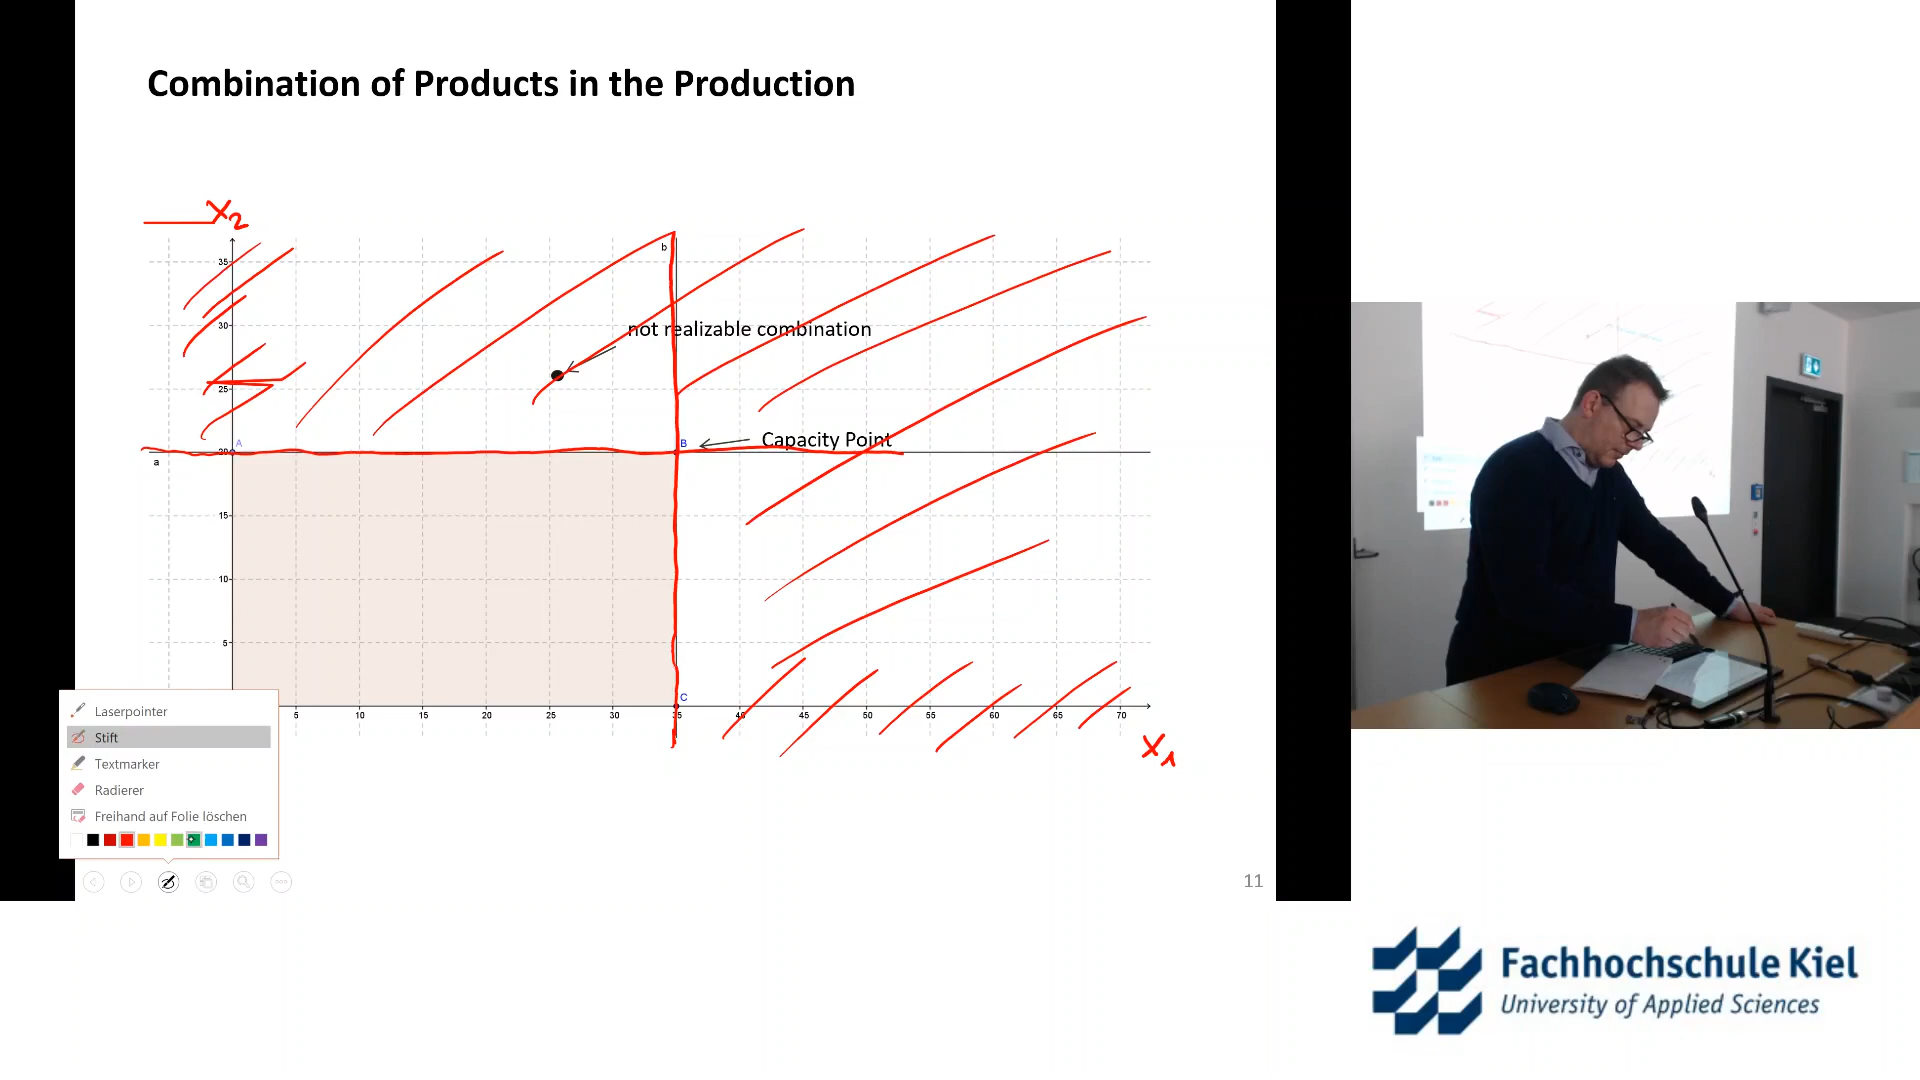 Combination of Products in the Production
X2
b
35
30
not realizable combination
25
A
B
Capacity Point
20
a
15
10
5
C
5 10 15 20 25 30 35 40 45 50 55 60 65 70
X1
Laserpointer
Stift
Textmarker
Radierer
Freihand auf Folie löschen
11
Fachhochschule Kiel
University of Applied Sciences